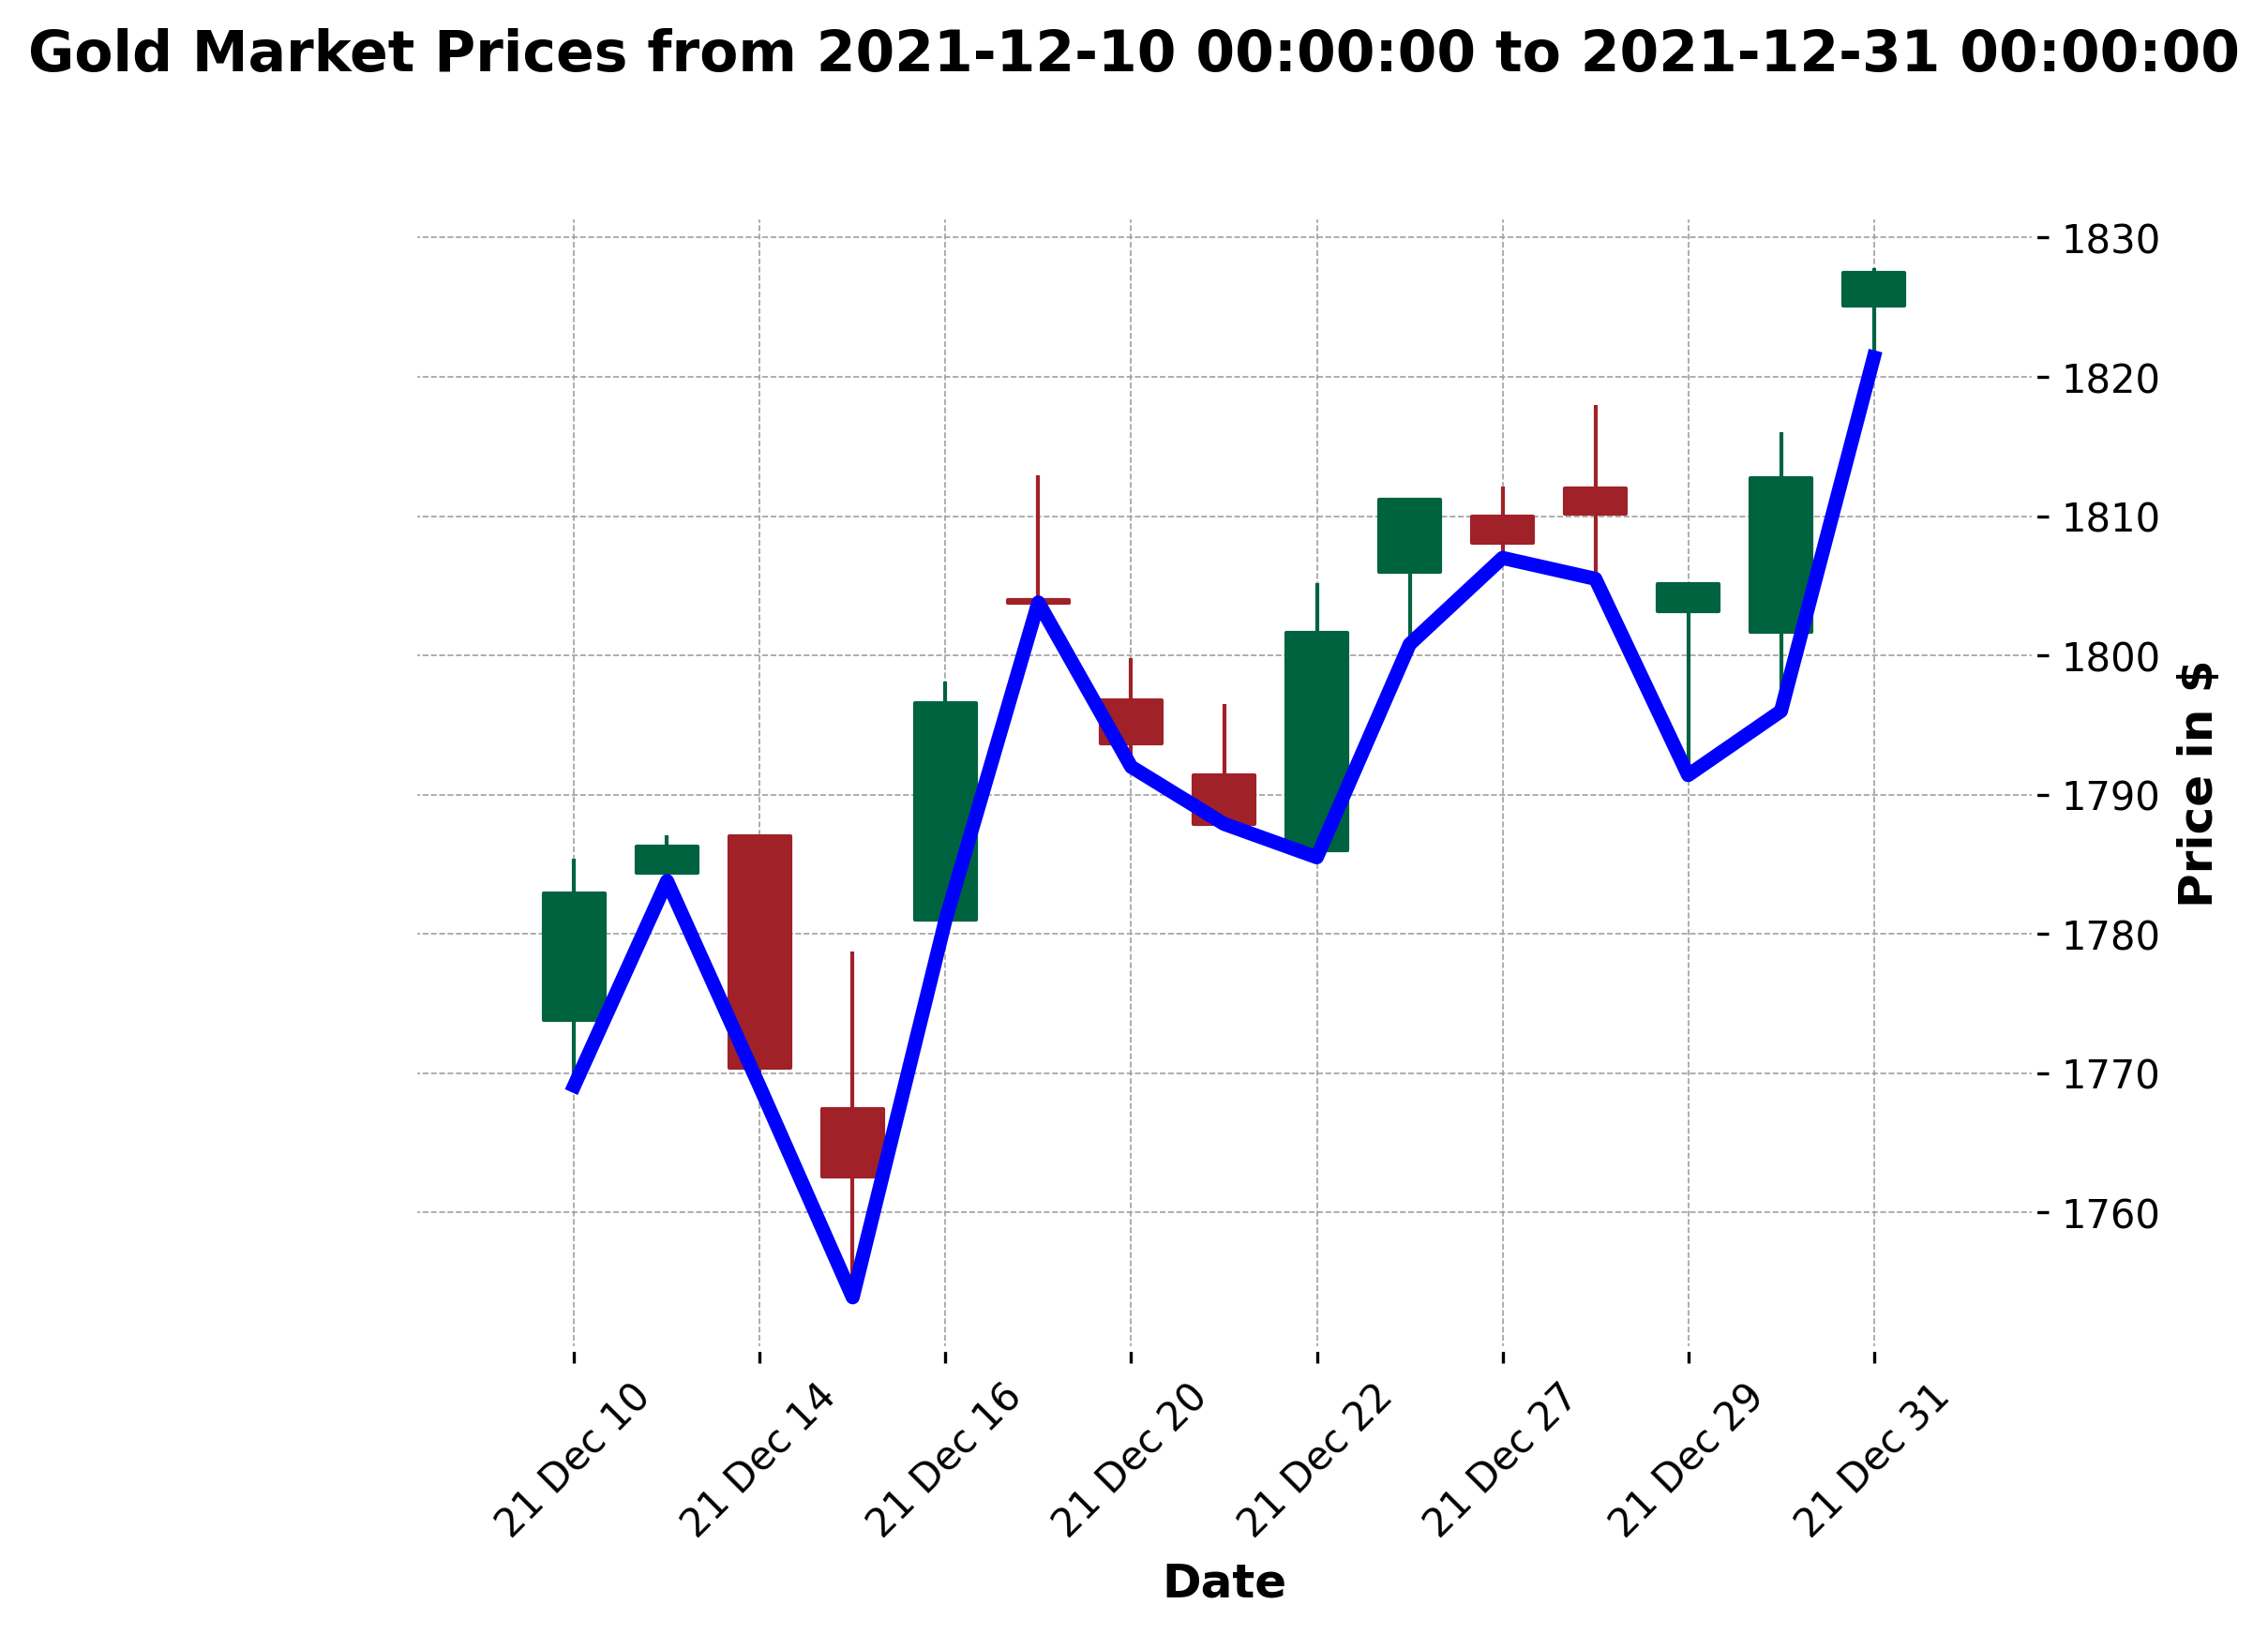 Gold Market Prices from 2021-12-10 00:00:00 to 2021-12-31 00:00:00
1830
1820
1810
1800
1790
1780
1770
1760
Price in $
21 Dec 10
21 Dec 14
21 Dec 16
21 Dec 20
21 Dec 22
21 Dec 27
21 Dec 29
21 Dec 31
Date